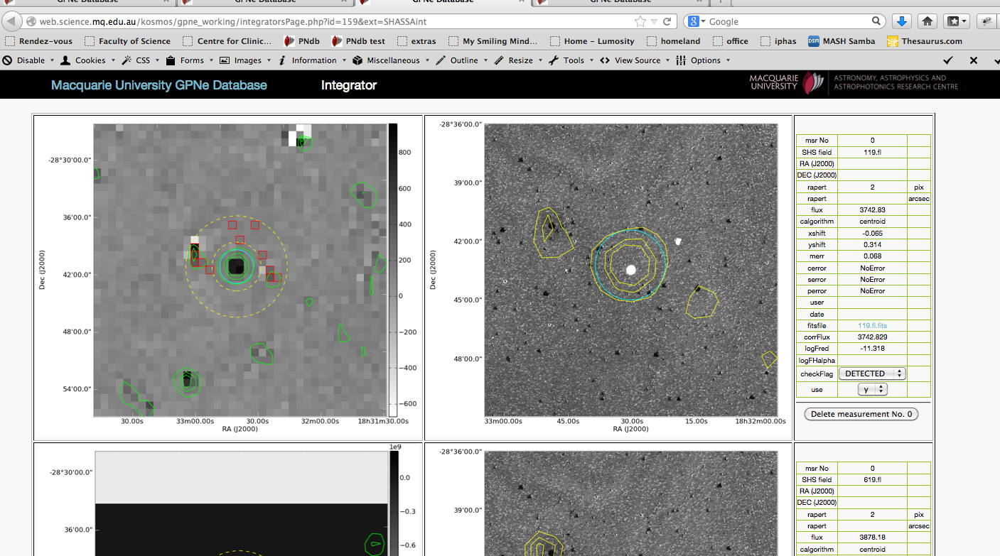 GPNe Database GPNe Database GPNe Database GPNe Database
web.science.mq.edu.au/kosmos/gpne_working/integratorsPage.php?id=159&ext=SHASSAint Google
Rendez-vous Faculty of Science Centre for Clinic... PNdb PNdb test extras My Smiling Mind... Home – Lumosity homeland office iphas DSM MASH Samba Thesaurus.com
Disable Cookies CSS Forms Images Information Miscellaneous Outline Resize Tools View Source Options
Macquarie University GPNe Database Integrator MACQUARIE UNIVERSITY ASTRONOMY, ASTROPHYSICS AND ASTROPHOTONICS RESEARCH CENTRE
-28°30'00.0"
36'00.0"
42'00.0"
48'00.0"
54'00.0"
Dec (J2000)
30.00s 33m00.00s 30.00s 32m00.00s 18h31m30.00s
RA (J2000)
800
600
400
200
0
−200
−400
−600
-28°36'00.0"
39'00.0"
42'00.0"
45'00.0"
48'00.0"
Dec (J2000)
33m00.00s 45.00s 30.00s 15.00s 18h32m00.00s
RA (J2000)
msr No 0
SHS field 119.fl
RA (J2000)
DEC (J2000)
rapert 2 pix
rapert arcsec
flux 3742.83
calgorithm centroid
xshift -0.065
yshift 0.314
merr 0.068
cerror NoError
serror NoError
perror NoError
user
date
fitsfile 119.fl.fits
corrFlux 3742.829
logFred -11.318
logFHalpha
checkFlag DETECTED
use y
Delete measurement No. 0
-28°30'00.0"
36'00.0"
1e9
0.0
−0.3
−0.6
-28°36'00.0"
39'00.0"
msr No 0
SHS field 619.fl
RA (J2000)
DEC (J2000)
rapert 2 pix
rapert arcsec
flux 3878.18
calgorithm centroid